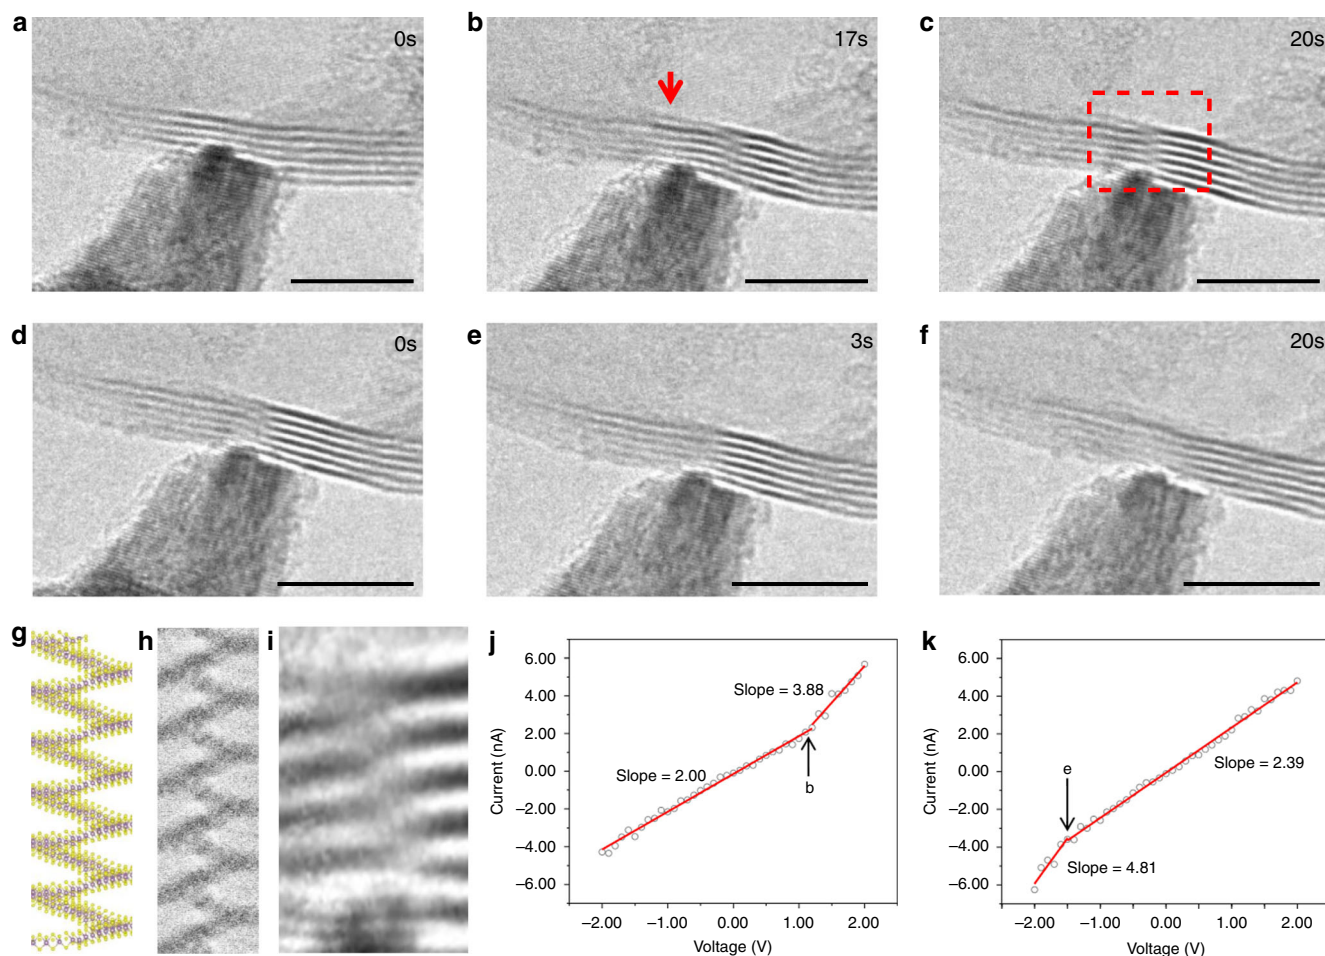 a
0s
b
17s
c
20s
d
0s
e
3s
f
20s
g
h
i
j
6.00
4.00
2.00
0.00
−2.00
−4.00
−6.00
Current (nA)
Slope = 3.88
Slope = 2.00
b
−2.00
−1.00
0.00
1.00
2.00
Voltage (V)
k
6.00
4.00
2.00
0.00
−2.00
−4.00
−6.00
Current (nA)
e
Slope = 2.39
Slope = 4.81
−2.00
−1.00
0.00
1.00
2.00
Voltage (V)